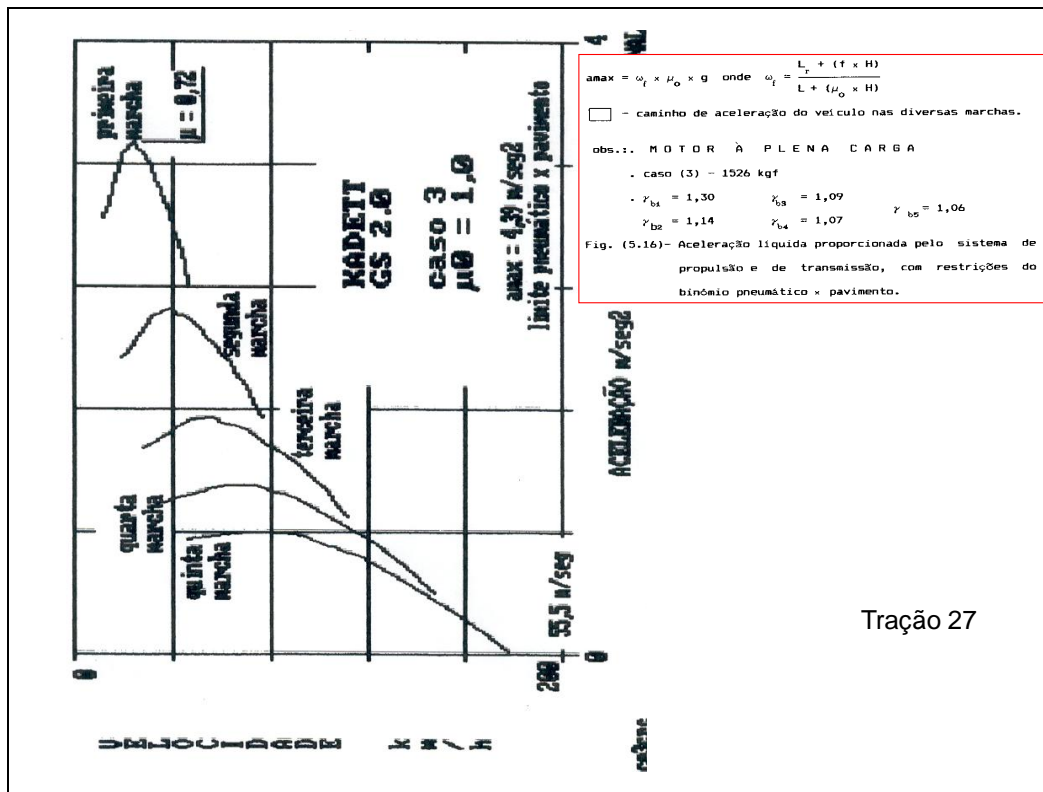 primeira
marcha
μ = 0,72
KADETT
GS 2.0
caso 3
μ0 = 1,0
amax = 4,39 m/seg2
limite pneumático x pavimento
segunda
marcha
terceira
marcha
quarta
marcha
quinta
marcha
55,5 m/seg
ACELERAÇÃO m/seg2
4
0
0
200
VELOCIDADE km/h
amax = ω_f × μ_o × g onde ω_f = L_r + (f × H) / L + (μ_o × H)
- caminho de aceleração do veículo nas diversas marchas.
obs.:. MOTOR À PLENA CARGA
. caso (3) - 1526 kgf
. γ_b1 = 1,30 γ_b3 = 1,09 γ_b5 = 1,06
γ_b2 = 1,14 γ_b4 = 1,07
Fig. (5.16)- Aceleração líquida proporcionada pelo sistema de
propulsão e de transmissão, com restrições do
binômio pneumático × pavimento.
Tração 27